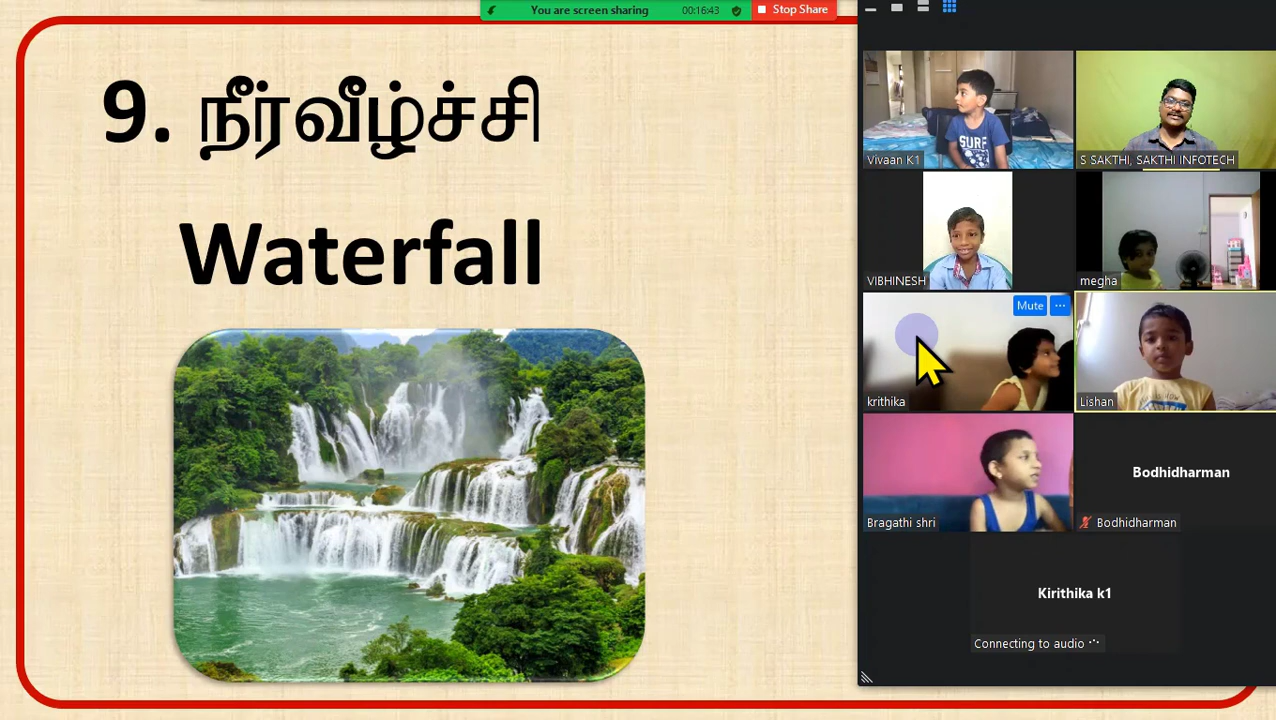 You are screen sharing 00:16:43 Stop Share
9. நீர்வீழ்ச்சி
Waterfall
Vivaan K1
S SAKTHI, SAKTHI INFOTECH
SURF
VIBHINESH
megha
Mute ...
krithika
Lishan
Bragathi shri
Bodhidharman
Bodhidharman
Kirithika k1
Connecting to audio ···